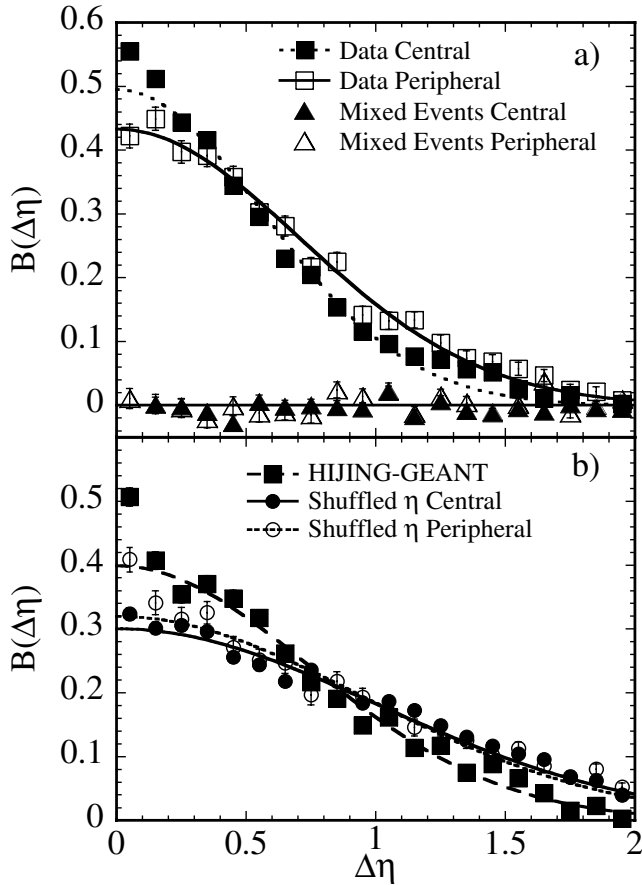 0.6
a)
Data Central
Data Peripheral
Mixed Events Central
Mixed Events Peripheral
0.5
0.4
0.3
0.2
0.1
0
B(Δη)
b)
HIJING-GEANT
Shuffled η Central
Shuffled η Peripheral
0.5
0.4
0.3
0.2
0.1
0
B(Δη)
0 0.5 1 1.5 2
Δη